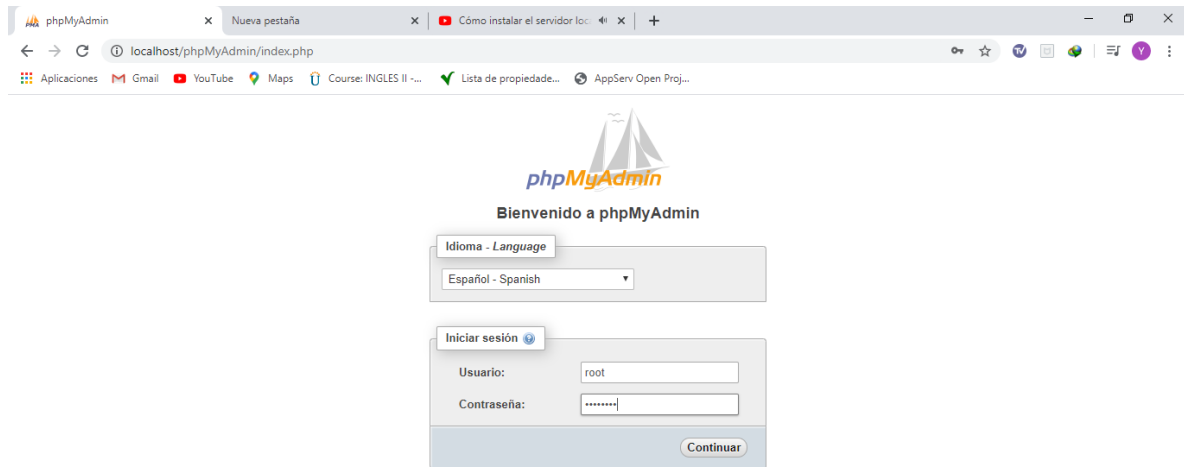 phpMyAdmin
Nueva pestaña
Cómo instalar el servidor loc
localhost/phpMyAdmin/index.php
Aplicaciones Gmail YouTube Maps Course: INGLES II -... Lista de propiedade... AppServ Open Proj...
phpMyAdmin
Bienvenido a phpMyAdmin
Idioma - Language
Español - Spanish
Iniciar sesión
Usuario: root
Contraseña: ••••••••
Continuar